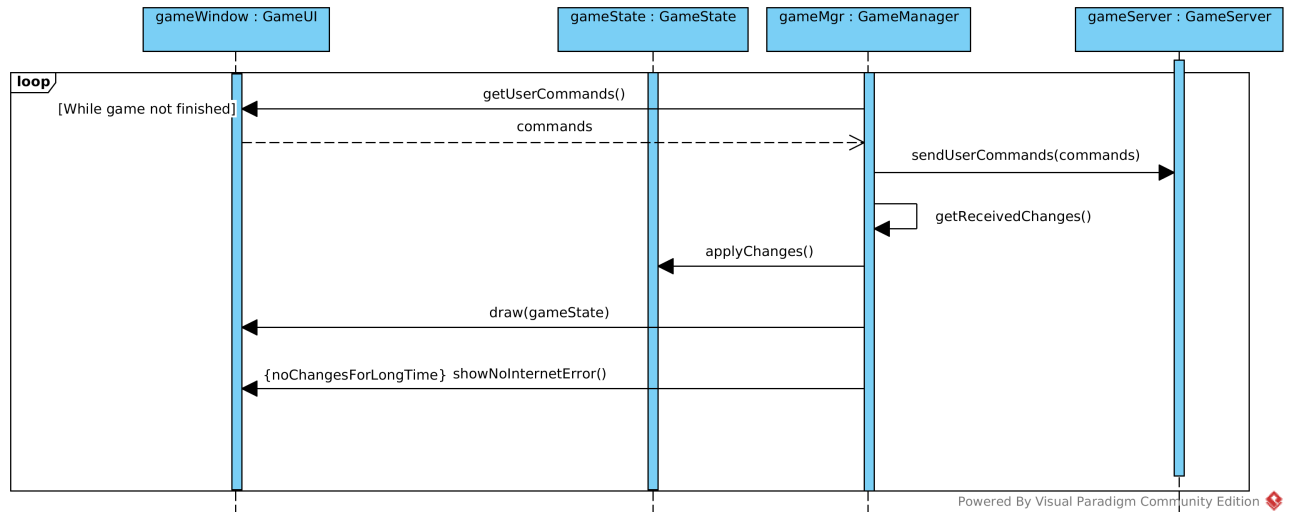 gameWindow : GameUI
gameState : GameState
gameMgr : GameManager
gameServer : GameServer
loop
[While game not finished]
getUserCommands()
commands
sendUserCommands(commands)
getReceivedChanges()
applyChanges()
draw(gameState)
{noChangesForLongTime} showNoInternetError()
Powered By Visual Paradigm Community Edition